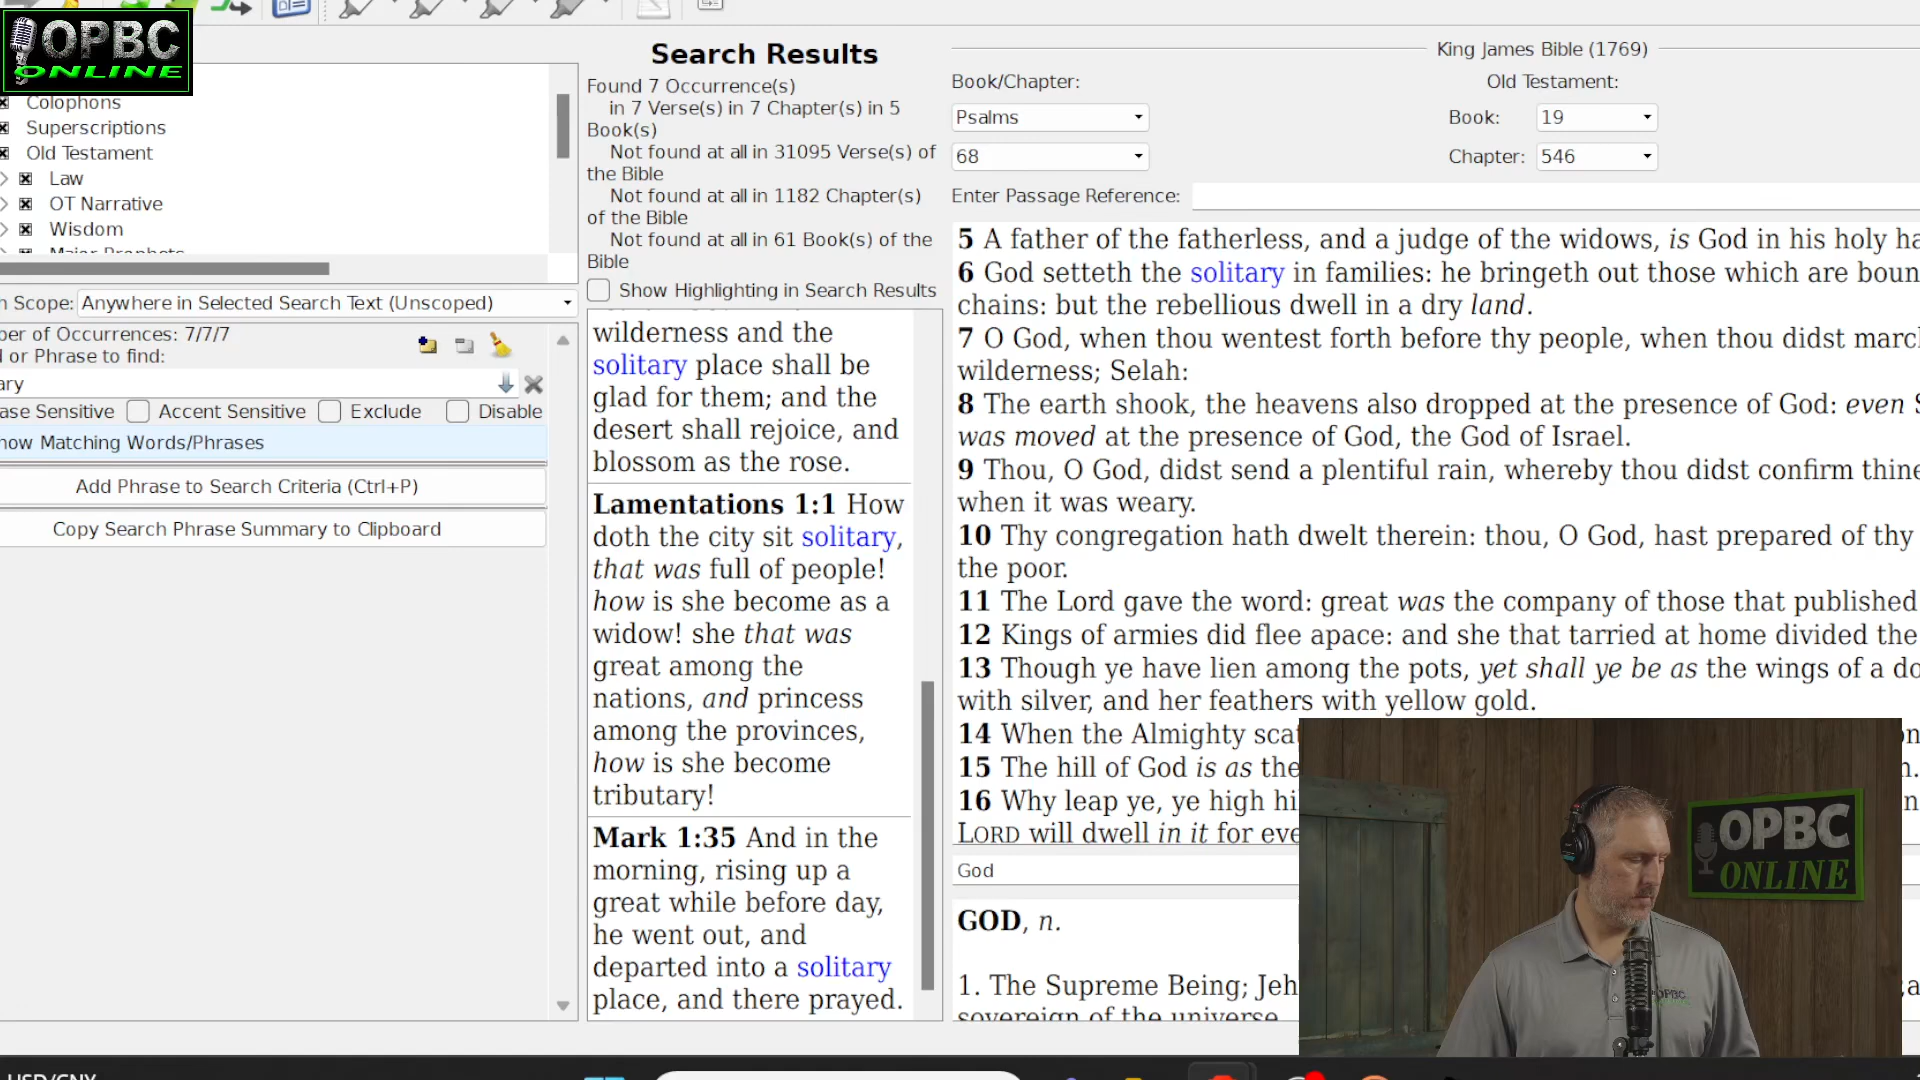 OPBC
ONLINE
Colophons
Superscriptions
Old Testament
Law
OT Narrative
Wisdom
Major Prophets
Scope: Anywhere in Selected Search Text (Unscoped)
of Occurrences: 7/7/7
or Phrase to find:
ary
Sensitive Accent Sensitive Exclude Disable
Matching Words/Phrases
Add Phrase to Search Criteria (Ctrl+P)
Copy Search Phrase Summary to Clipboard
Search Results
Found 7 Occurrence(s)
in 7 Verse(s) in 7 Chapter(s) in 5
Book(s)
Not found at all in 31095 Verse(s) of
the Bible
Not found at all in 1182 Chapter(s)
of the Bible
Not found at all in 61 Book(s) of the
Bible
Show Highlighting in Search Results
wilderness and the
solitary place shall be
glad for them; and the
desert shall rejoice, and
blossom as the rose.
Lamentations 1:1 How
doth the city sit solitary,
that was full of people!
how is she become as a
widow! she that was
great among the
nations, and princess
among the provinces,
how is she become
tributary!
Mark 1:35 And in the
morning, rising up a
great while before day,
he went out, and
departed into a solitary
place, and there prayed.
King James Bible (1769)
Book/Chapter:
Old Testament:
Psalms
Book: 19
68
Chapter: 546
Enter Passage Reference:
5 A father of the fatherless, and a judge of the widows, is God in his holy
6 God setteth the solitary in families: he bringeth out those which are
chains: but the rebellious dwell in a dry land.
7 O God, when thou wentest forth before thy people, when thou didst
wilderness; Selah:
8 The earth shook, the heavens also dropped at the presence of God: even
was moved at the presence of God, the God of Israel.
9 Thou, O God, didst send a plentiful rain, whereby thou didst confirm
when it was weary.
10 Thy congregation hath dwelt therein: thou, O God, hast prepared of thy
the poor.
11 The Lord gave the word: great was the company of those that published
12 Kings of armies did flee apace: and she that tarried at home divided the
13 Though ye have lien among the pots, yet shall ye be as the wings of a
with silver, and her feathers with yellow gold.
14 When the Almighty
15 The hill of God is as the
16 Why leap ye, ye high
LORD will dwell in it for
God
GOD, n.
1. The Supreme Being;
sovereign of the universe
OPBC
ONLINE
OPBC
USD/CNY